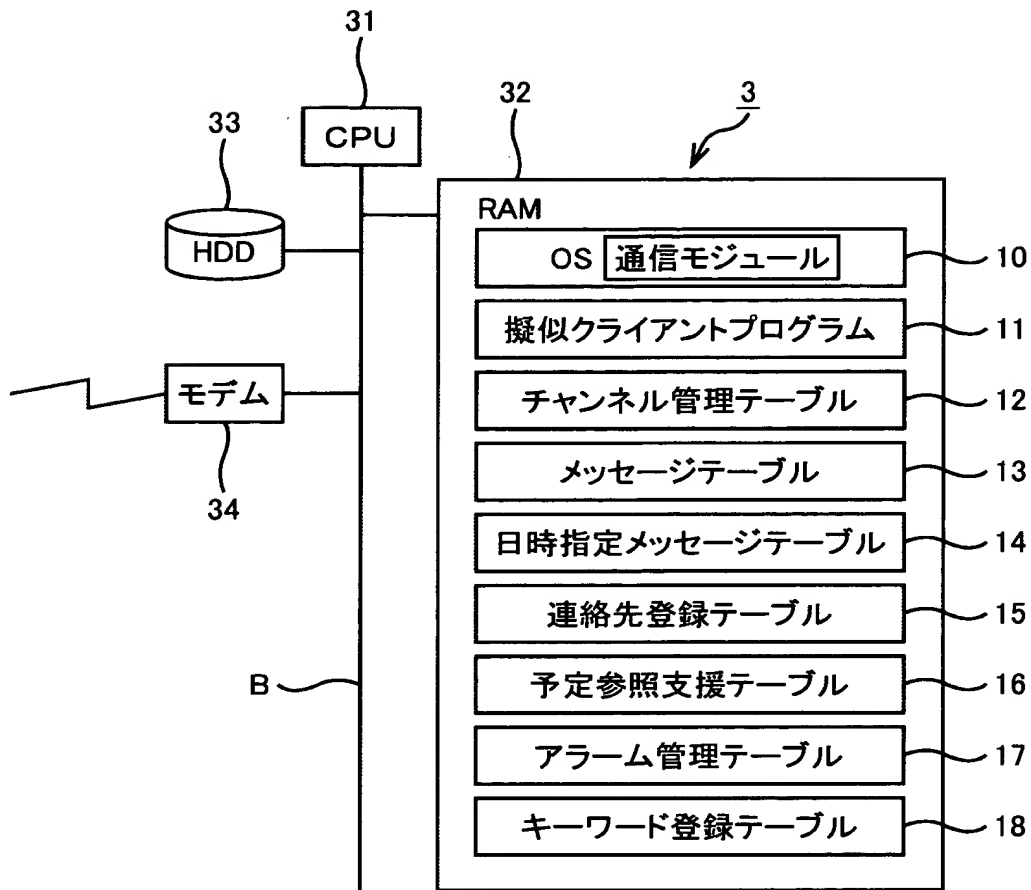 31
CPU
33
HDD
モデム
34
B
32
3
RAM
OS 通信モジュール 10
擬似クライアントプログラム 11
チャンネル管理テーブル 12
メッセージテーブル 13
日時指定メッセージテーブル 14
連絡先登録テーブル 15
予定参照支援テーブル 16
アラーム管理テーブル 17
キーワード登録テーブル 18